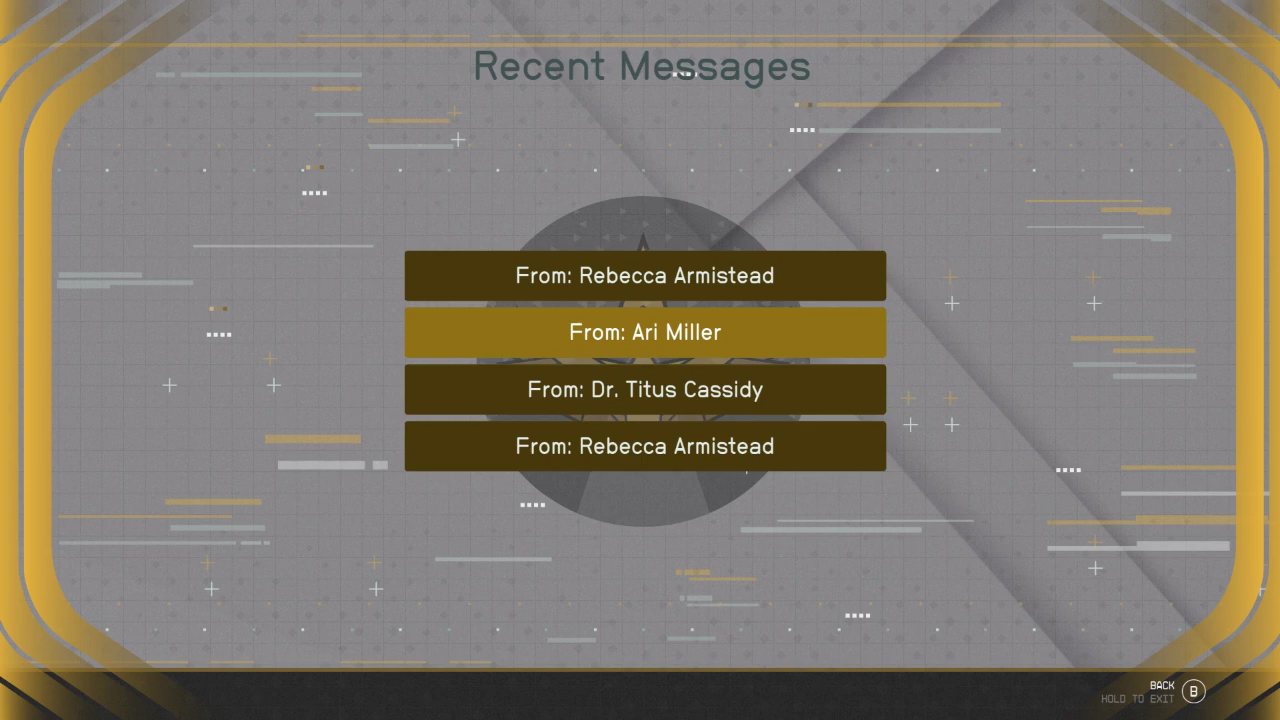 Recent Messages
From: Rebecca Armistead
From: Ari Miller
From: Dr. Titus Cassidy
From: Rebecca Armistead
BACK
HOLD TO EXIT
B